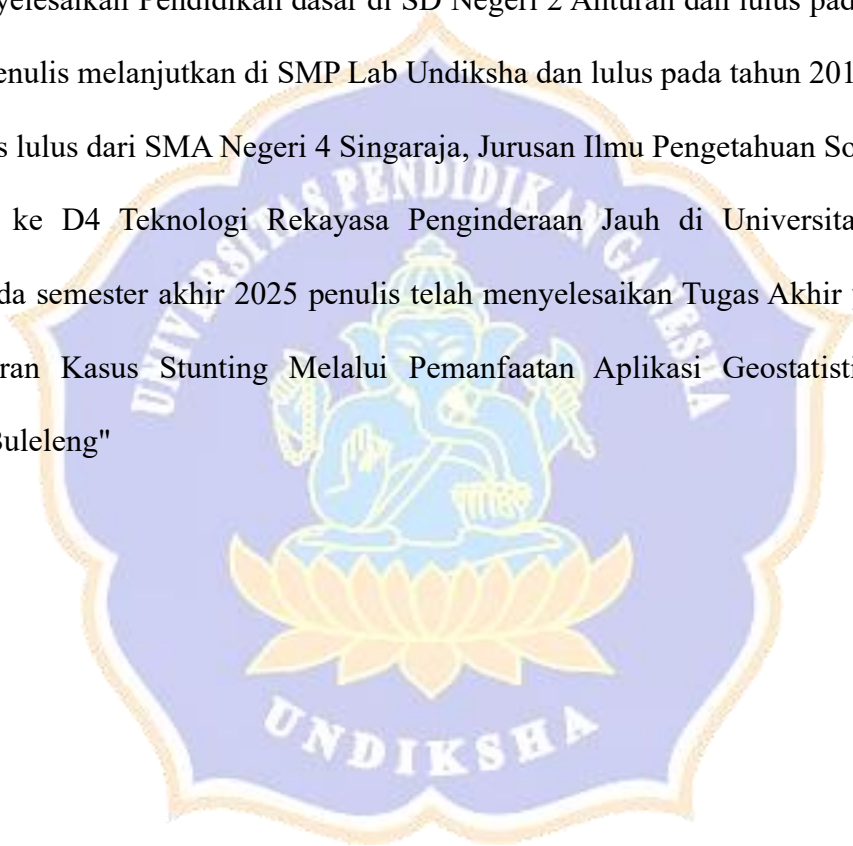 yelesaikan Pendidikan dasar di SD Negeri 2 Anturan dan lulus pad
enulis melanjutkan di SMP Lab Undiksha dan lulus pada tahun 201
s lulus dari SMA Negeri 4 Singaraja, Jurusan Ilmu Pengetahuan So
ke D4 Teknologi Rekayasa Penginderaan Jauh di Universita
da semester akhir 2025 penulis telah menyelesaikan Tugas Akhir
ran Kasus Stunting Melalui Pemanfaatan Aplikasi Geostatisti
Buleleng"
UNIVERSITAS PENDIDIKAN GANESHA
UNDIKSHA